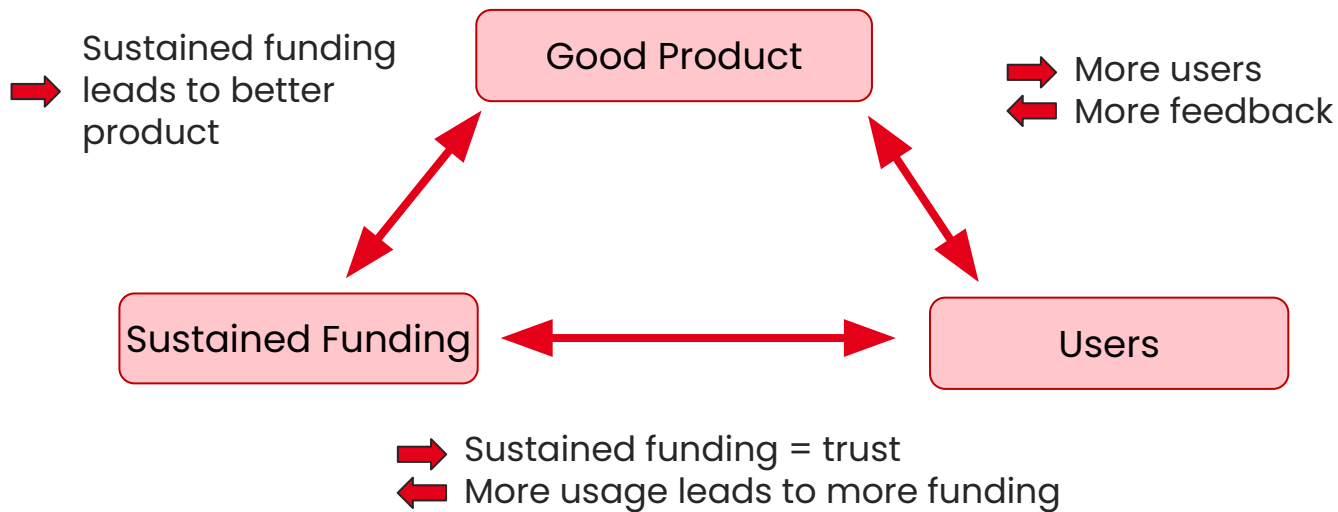 Sustained funding
leads to better
product
Good Product
More users
More feedback
Sustained Funding
Users
Sustained funding = trust
More usage leads to more funding